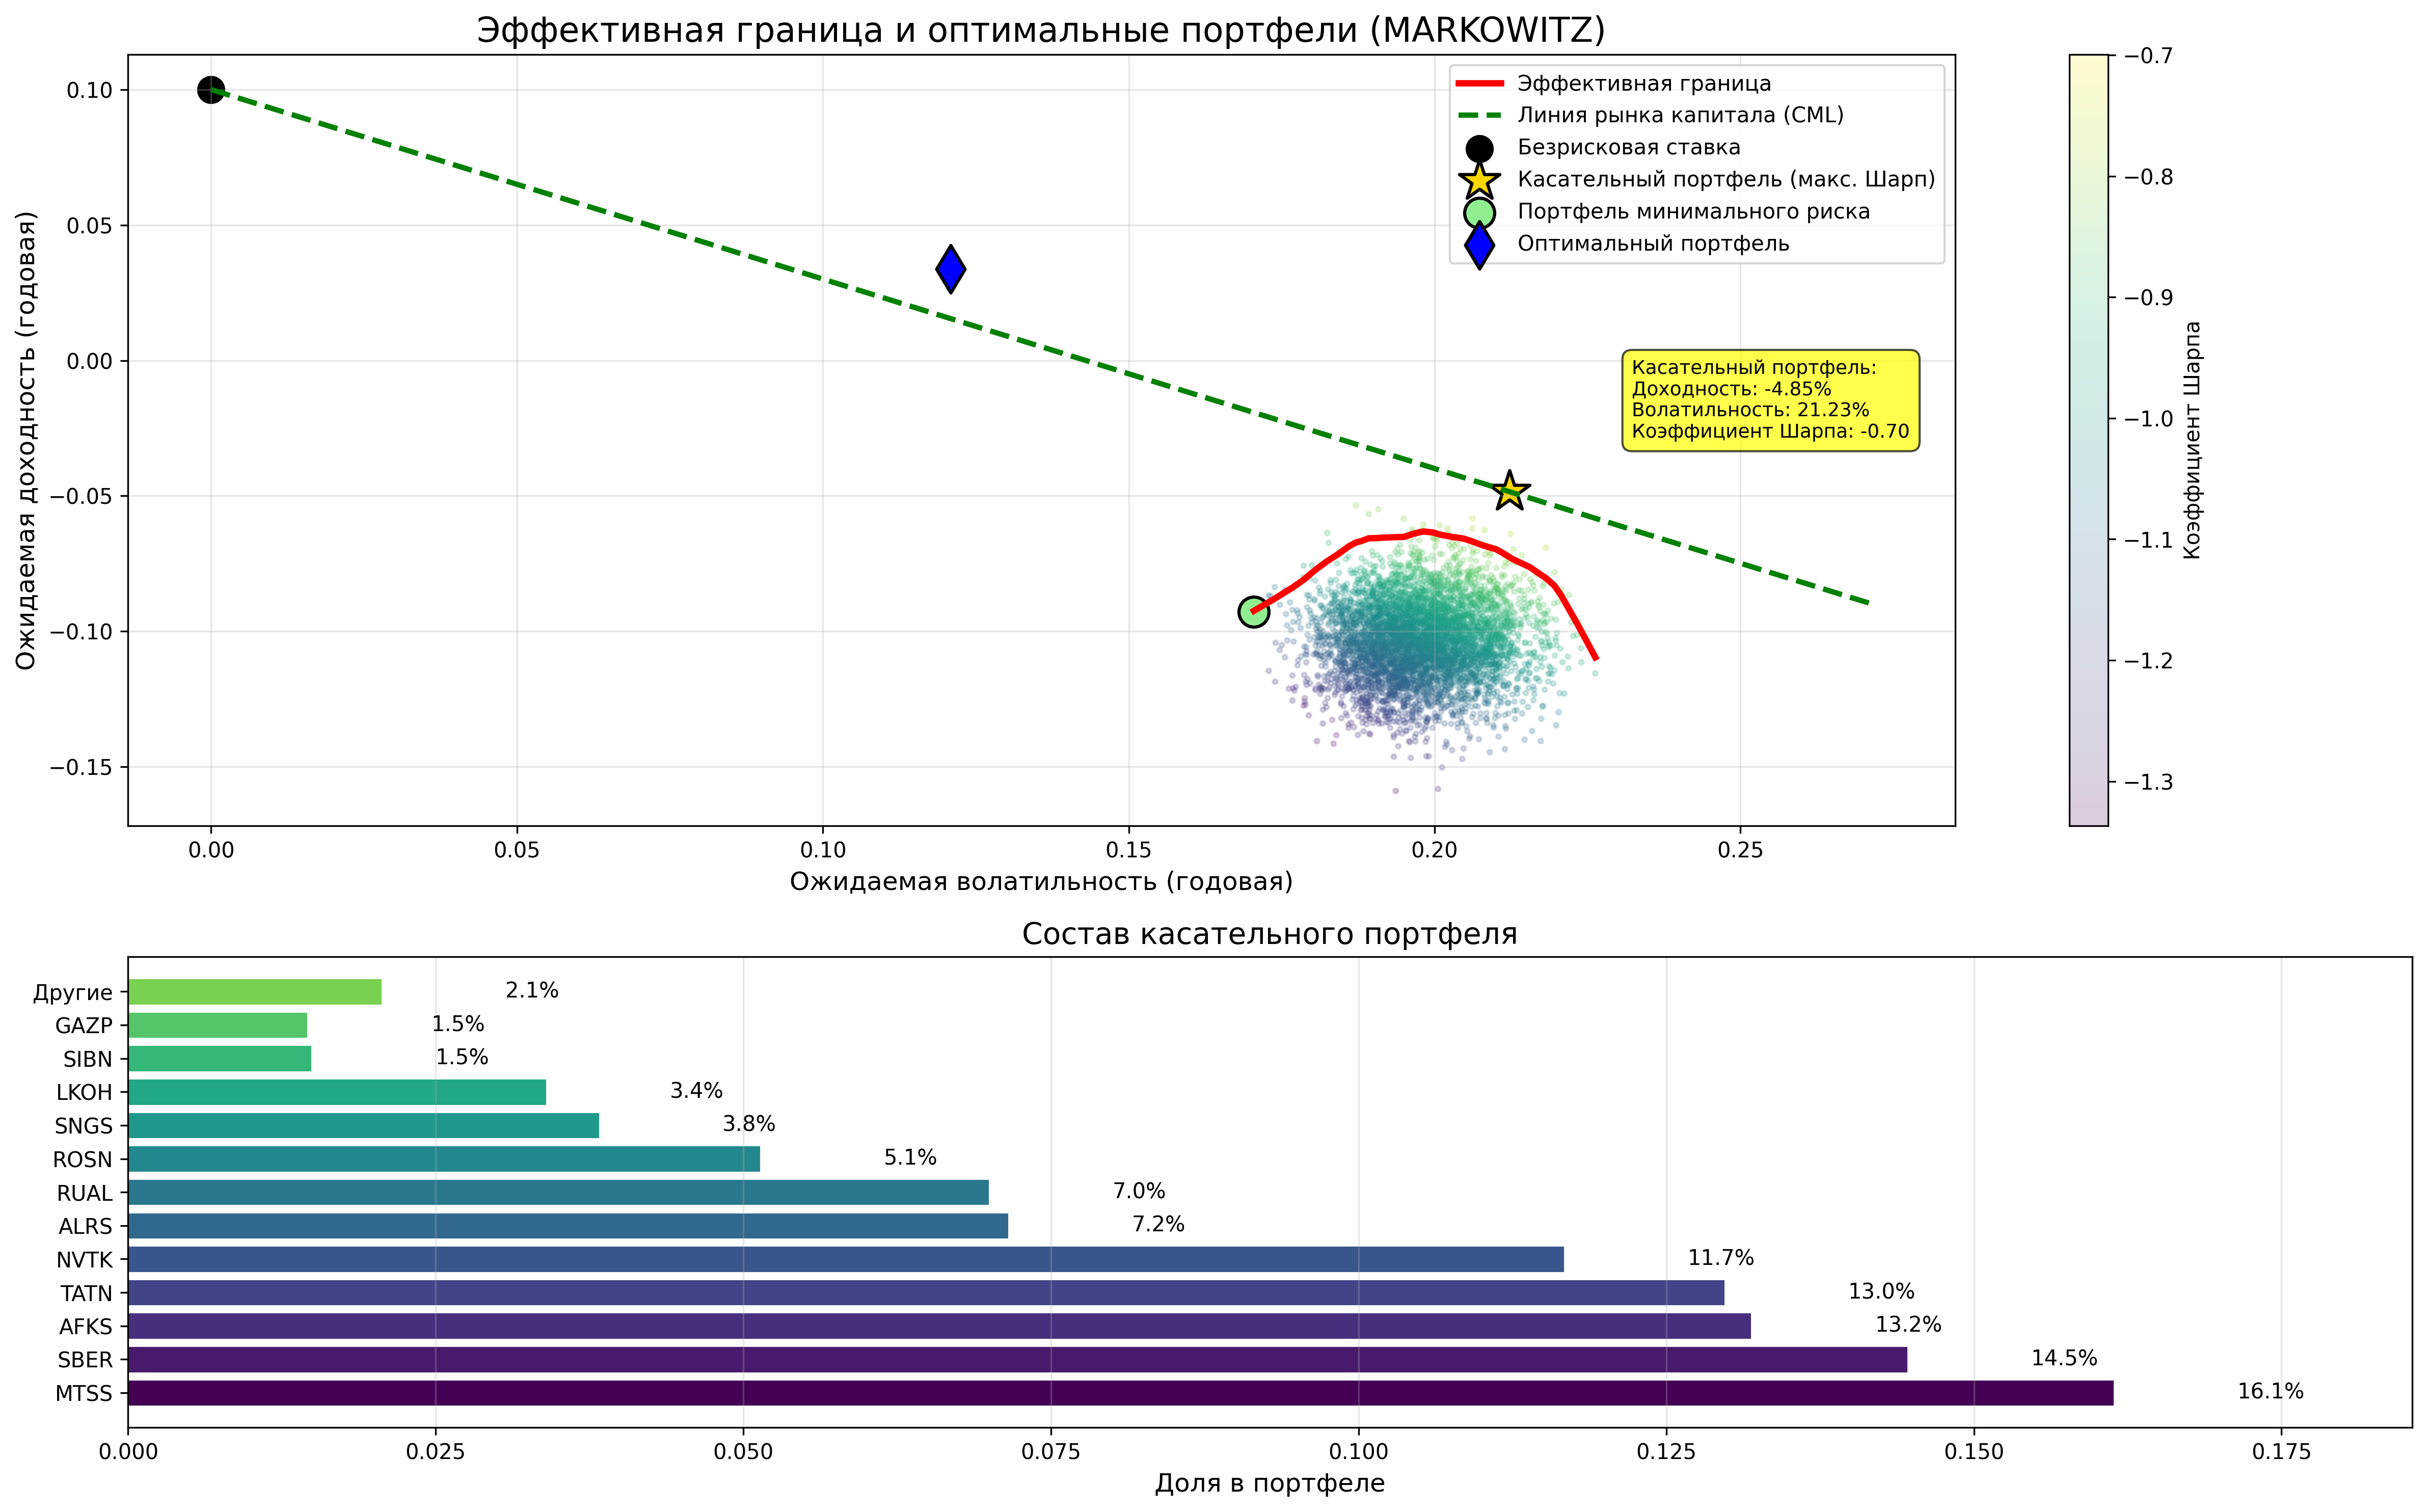 Эффективная граница и оптимальные портфели (MARKOWITZ)
Ожидаемая доходность (годовая)
0.10
0.05
0.00
−0.05
−0.10
−0.15
Эффективная граница
Линия рынка капитала (CML)
Безрисковая ставка
Касательный портфель (макс. Шарп)
Портфель минимального риска
Оптимальный портфель
Касательный портфель:
Доходность: -4.85%
Волатильность: 21.23%
Коэффициент Шарпа: -0.70
0.00 0.05 0.10 0.15 0.20 0.25
Ожидаемая волатильность (годовая)
−0.7
−0.8
−0.9
−1.0
−1.1
−1.2
−1.3
Коэффициент Шарпа
Состав касательного портфеля
Другие 2.1%
GAZP 1.5%
SIBN 1.5%
LKOH 3.4%
SNGS 3.8%
ROSN 5.1%
RUAL 7.0%
ALRS 7.2%
NVTK 11.7%
TATN 13.0%
AFKS 13.2%
SBER 14.5%
MTSS 16.1%
0.000 0.025 0.050 0.075 0.100 0.125 0.150 0.175
Доля в портфеле